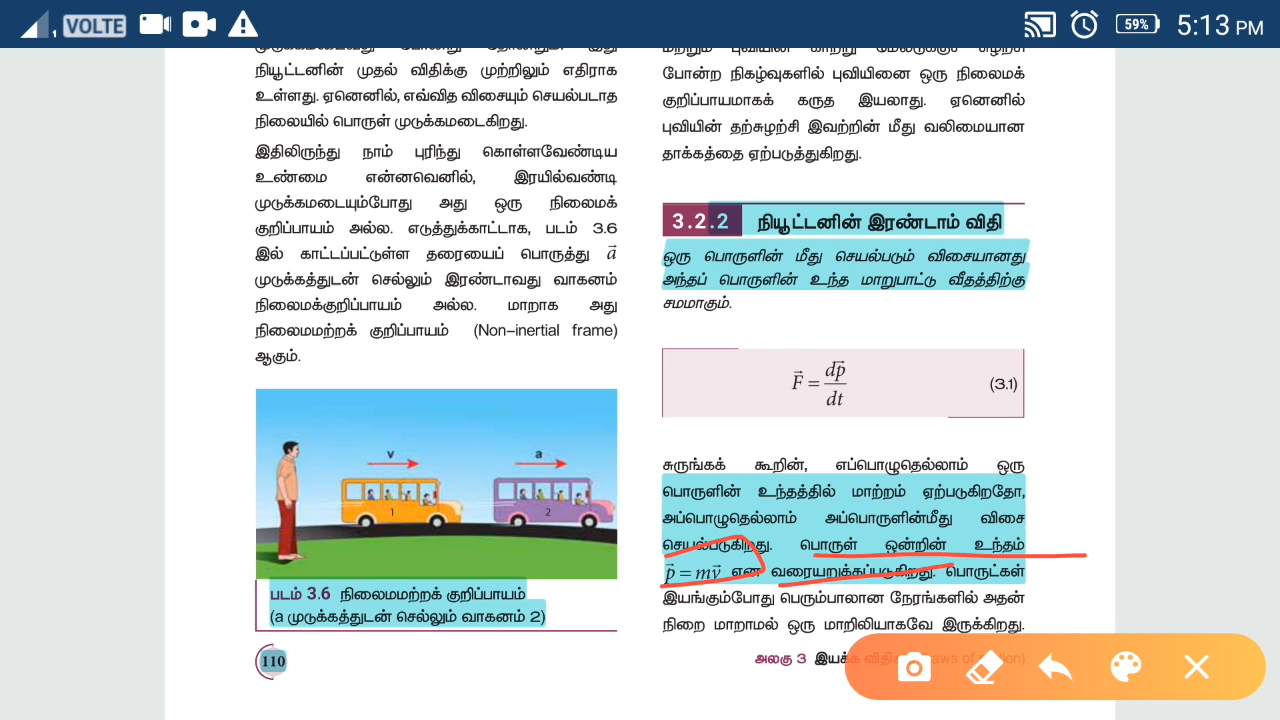 VOLTE
59%
5:13 PM
நியூட்டனின் முதல் விதிக்கு முற்றிலும் எதிராக
உள்ளது. ஏனெனில், எவ்வித விசையும் செயல்படாத
நிலையில் பொருள் முடுக்கமடைகிறது.
இதிலிருந்து நாம் புரிந்து கொள்ளவேண்டிய
உண்மை என்னவெனில், இரயில்வண்டி
முடுக்கமடையும்போது அது ஒரு நிலைமக்
குறிப்பாயம் அல்ல. எடுத்துக்காட்டாக, படம் 3.6
இல் காட்டப்பட்டுள்ள தரையைப் பொருத்து a⃗
முடுக்கத்துடன் செல்லும் இரண்டாவது வாகனம்
நிலைமக்குறிப்பாயம் அல்ல. மாறாக அது
நிலைமமற்றக் குறிப்பாயம் (Non–inertial frame)
ஆகும்.
v
a
1
2
படம் 3.6 நிலைமமற்றக் குறிப்பாயம்
(a முடுக்கத்துடன் செல்லும் வாகனம் 2)
110
போன்ற நிகழ்வுகளில் புவியினை ஒரு நிலைமக்
குறிப்பாயமாகக் கருத இயலாது. ஏனெனில்
புவியின் தற்சுழற்சி இவற்றின் மீது வலிமையான
தாக்கத்தை ஏற்படுத்துகிறது.
3.2.2 நியூட்டனின் இரண்டாம் விதி
ஒரு பொருளின் மீது செயல்படும் விசையானது
அந்தப் பொருளின் உந்த மாறுபாட்டு வீதத்திற்கு
சமமாகும்.
F⃗ = dp⃗/dt (3.1)
சுருங்கக் கூறின், எப்பொழுதெல்லாம் ஒரு
பொருளின் உந்தத்தில் மாற்றம் ஏற்படுகிறதோ,
அப்பொழுதெல்லாம் அப்பொருளின்மீது விசை
செயல்படுகிறது. பொருள் ஒன்றின் உந்தம்
p⃗ = mv⃗ என வரையறுக்கப்படுகிறது. பொருட்கள்
இயங்கும்போது பெரும்பாலான நேரங்களில் அதன்
நிறை மாறாமல் ஒரு மாறிலியாகவே இருக்கிறது.
அலகு 3 இயக்க